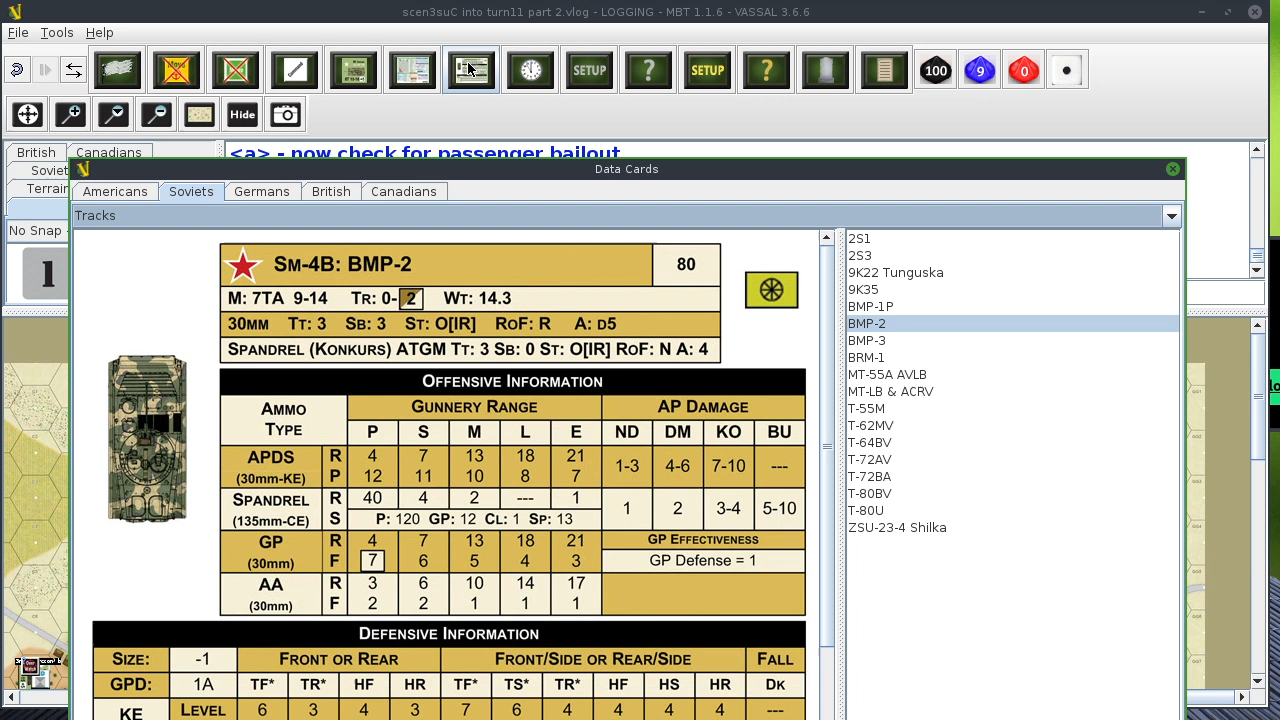 scen3suC into turn11 part 2.vlog - LOGGING - MBT 1.1.6 - VASSAL 3.6.6
File Tools Help
SETUP ? SETUP ? 100 9 0
Hide
British Canadians
Soviet
Terrain
<a> - now check for passenger bailout
No Snap
1
Data Cards
Americans Soviets Germans British Canadians
Tracks
SM-4B: BMP-2 80
M: 7TA 9-14 TR: 0- 2 WT: 14.3
30MM TT: 3 SB: 3 ST: O[IR] ROF: R A: D5
SPANDREL (KONKURS) ATGM TT: 3 SB: 0 ST: O[IR] ROF: N A: 4
OFFENSIVE INFORMATION
AMMO TYPE GUNNERY RANGE AP DAMAGE
P S M L E ND DM KO BU
APDS (30MM-KE) R 4 7 13 18 21 1-3 4-6 7-10 ---
P 12 11 10 8 7
SPANDREL (135MM-CE) R 40 4 2 --- 1 1 2 3-4 5-10
S P: 120 GP: 12 CL: 1 SP: 13
GP (30MM) R 4 7 13 18 21 GP EFFECTIVENESS
F 7 6 5 4 3 GP Defense = 1
AA (30MM) R 3 6 10 14 17
F 2 2 1 1 1
DEFENSIVE INFORMATION
SIZE: -1 FRONT OR REAR FRONT/SIDE OR REAR/SIDE FALL
GPD: 1A TF* TR* HF HR TF* TS* TR* HF HS HR DK
KE LEVEL 6 3 4 3 7 6 4 4 4 4 ---
2S1
2S3
9K22 Tunguska
9K35
BMP-1P
BMP-2
BMP-3
BRM-1
MT-55A AVLB
MT-LB & ACRV
T-55M
T-62MV
T-64BV
T-72AV
T-72BA
T-80BV
T-80U
ZSU-23-4 Shilka